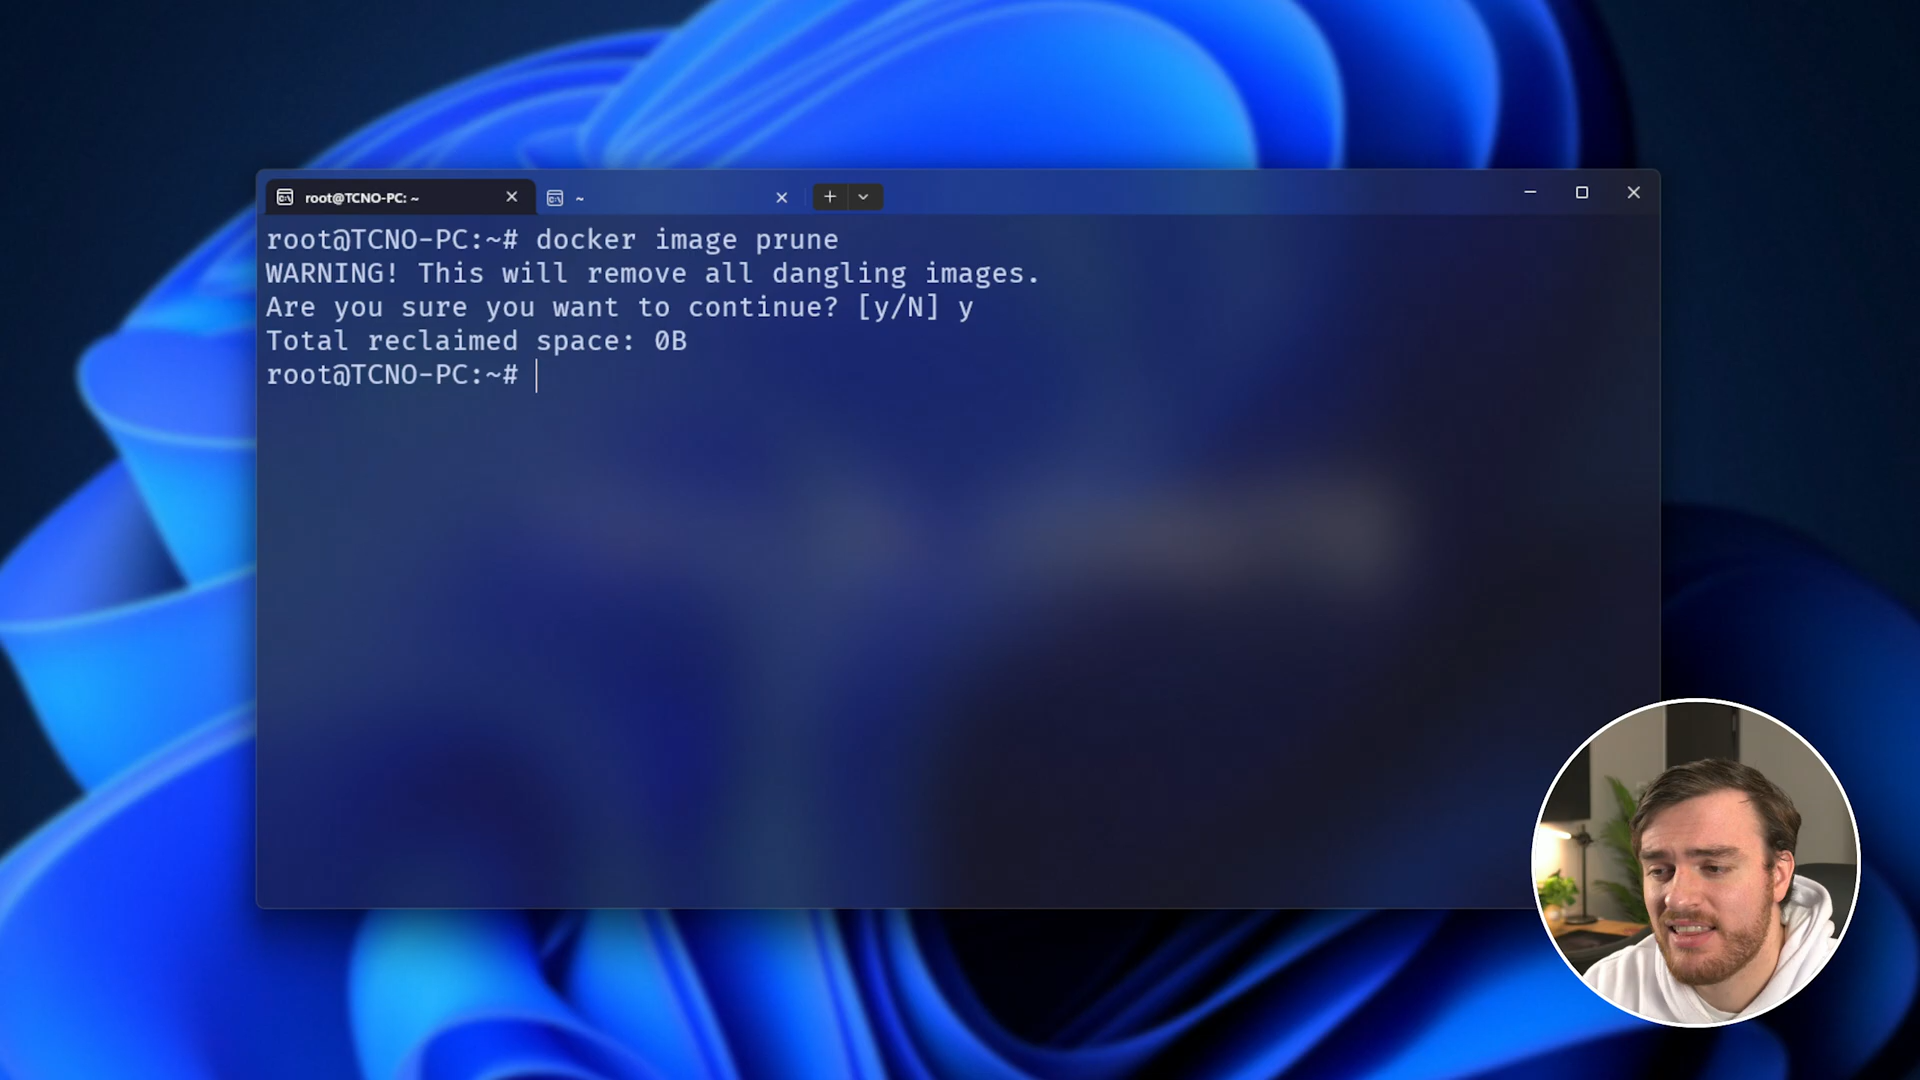 root@TCNO-PC: ~
~
root@TCNO-PC:~# docker image prune
WARNING! This will remove all dangling images.
Are you sure you want to continue? [y/N] y
Total reclaimed space: 0B
root@TCNO-PC:~#